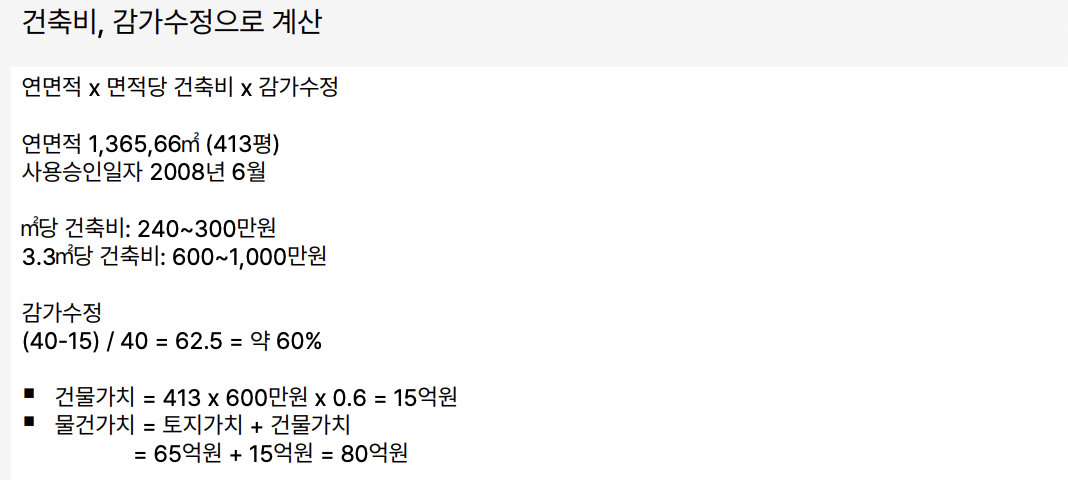 건축비, 감가수정으로 계산
연면적 x 면적당 건축비 x 감가수정
연면적 1,365,66㎡ (413평)
사용승인일자 2008년 6월
㎡당 건축비: 240~300만원
3.3㎡당 건축비: 600~1,000만원
감가수정
(40-15) / 40 = 62.5 = 약 60%
▪ 건물가치 = 413 x 600만원 x 0.6 = 15억원
▪ 물건가치 = 토지가치 + 건물가치
= 65억원 + 15억원 = 80억원